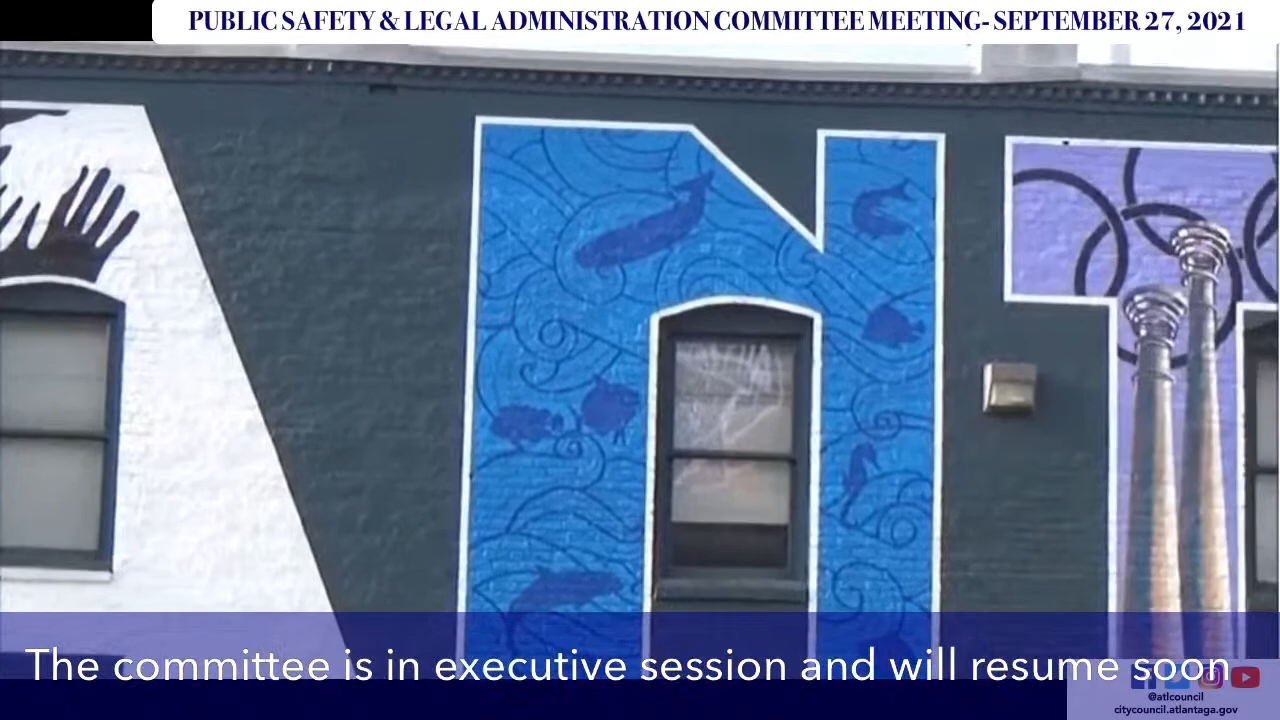 PUBLIC SAFETY & LEGAL ADMINISTRATION COMMITTEE MEETING- SEPTEMBER 27, 2021
A N T
The committee is in executive session and will resume soon
@atlcouncil
citycouncil.atlantaga.gov